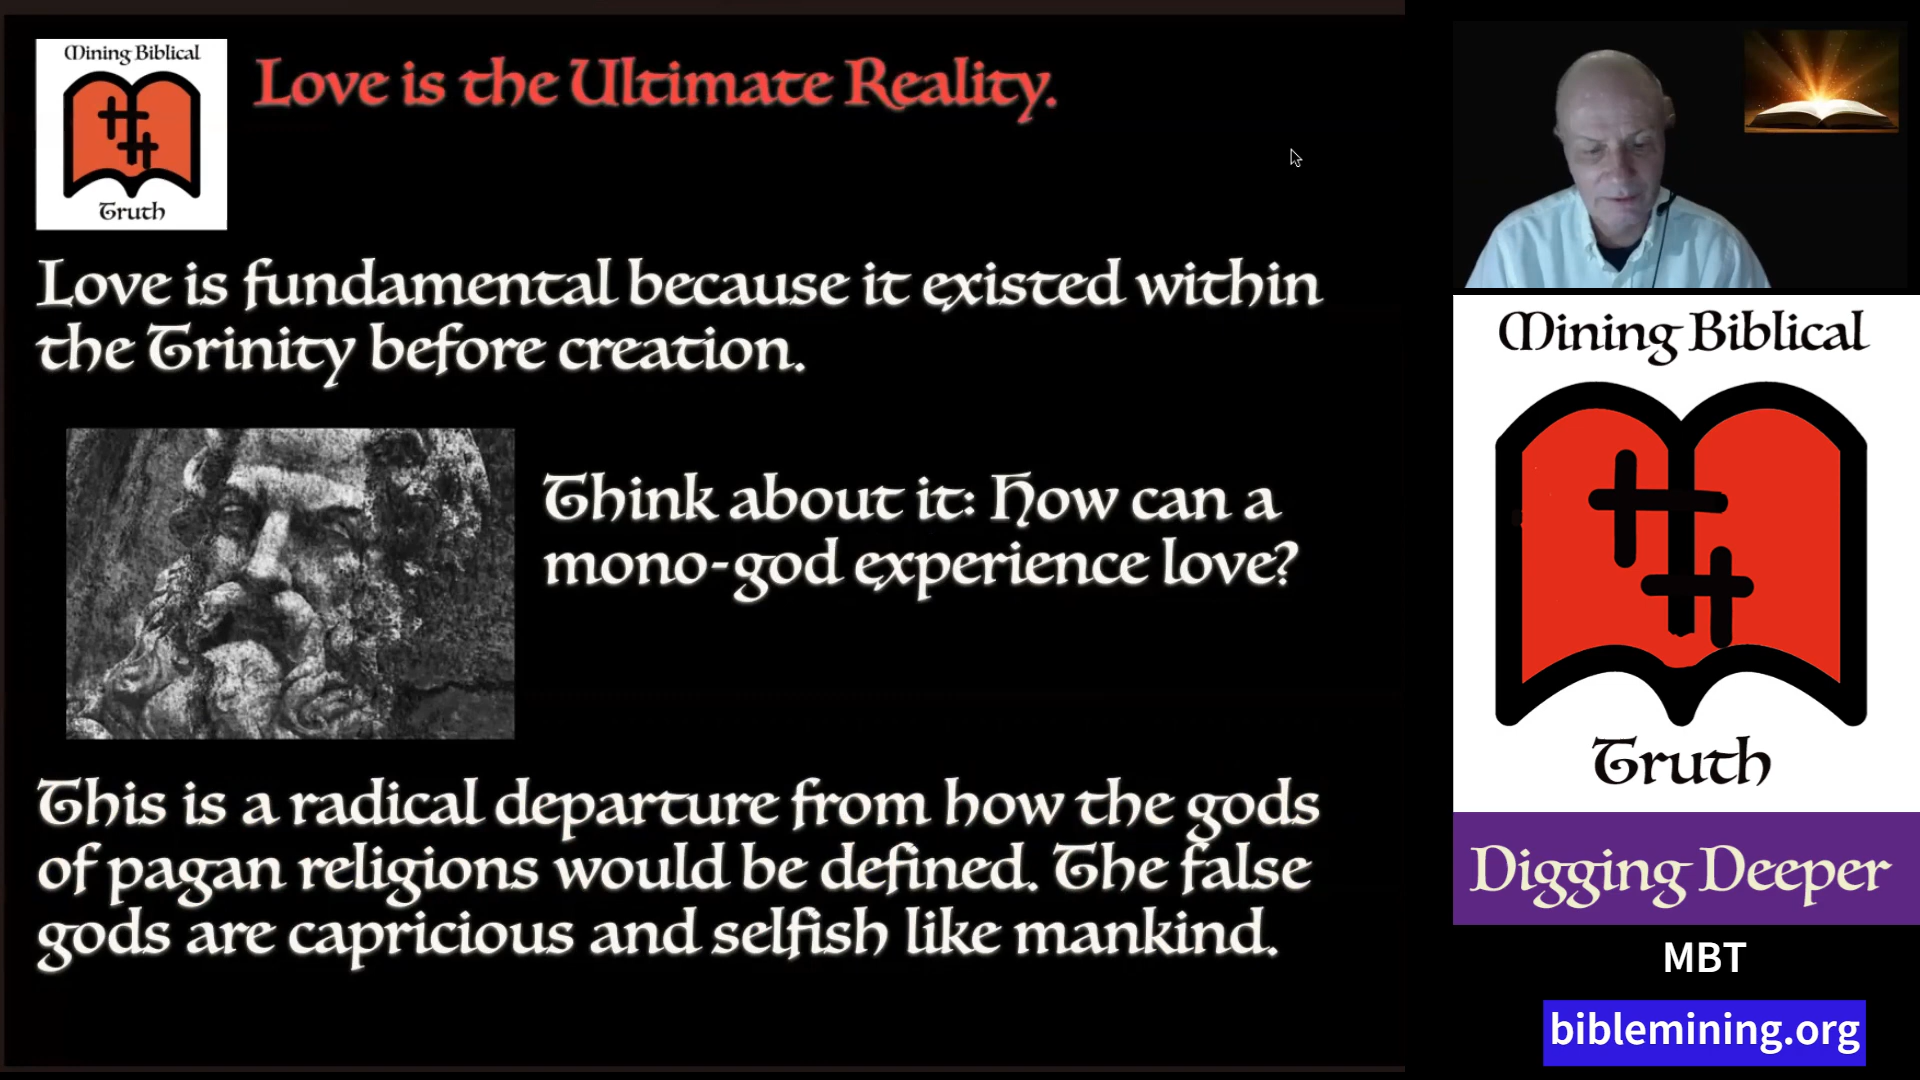 Mining Biblical
Truth
Love is the Ultimate Reality.
Love is fundamental because it existed within
the Trinity before creation.
Think about it: How can a
mono-god experience love?
This is a radical departure from how the gods
of pagan religions would be defined. The false
gods are capricious and selfish like mankind.
Mining Biblical
Truth
Digging Deeper
MBT
biblemining.org